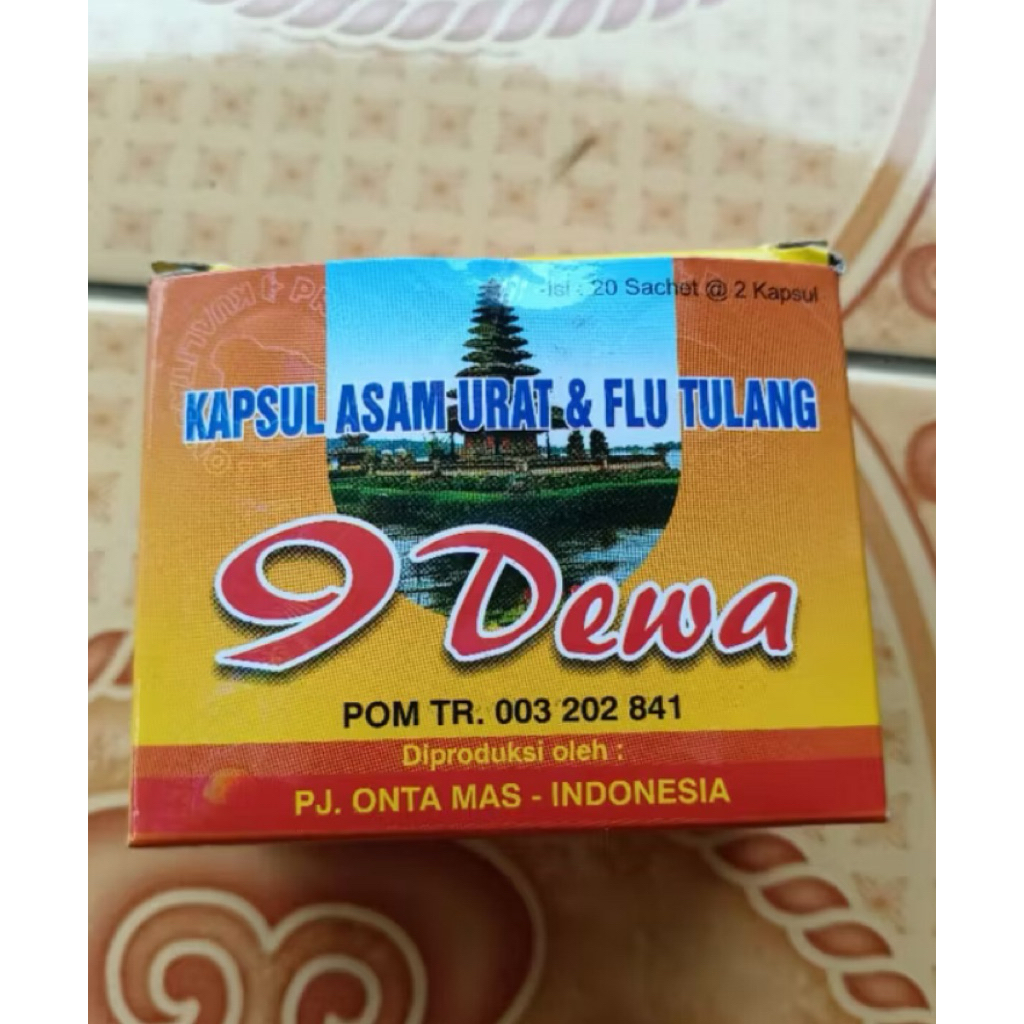 -Isi : 20 Sachet @ 2 Kapsul
KAPSUL ASAM URAT & FLU TULANG
9 Dewa
POM TR. 003 202 841
Diproduksi oleh :
PJ. ONTA MAS - INDONESIA